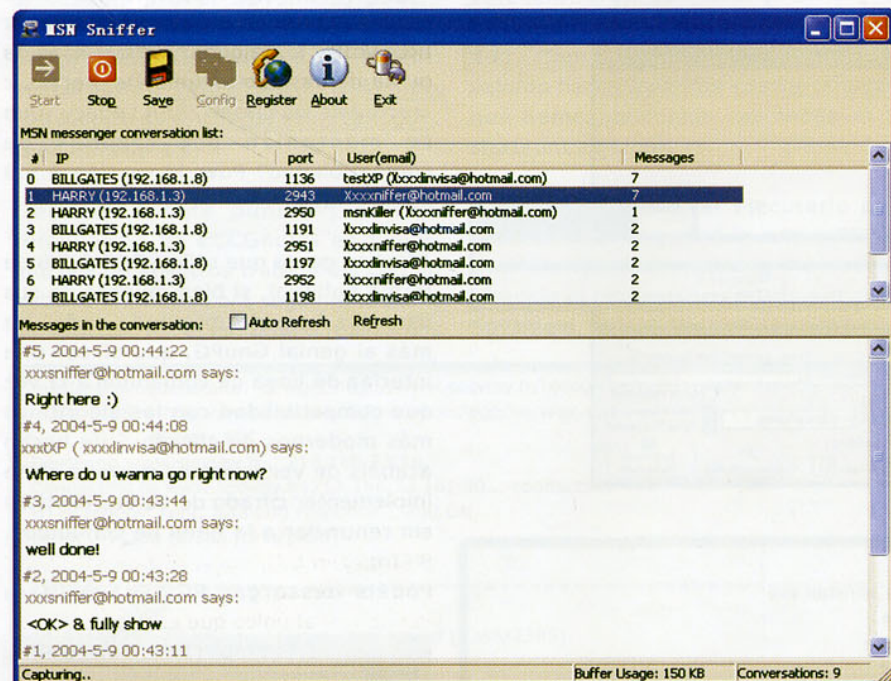 MSN Sniffer
Start Stop Save Config Register About Exit
MSN messenger conversation list:
# IP port User(email) Messages
0 BILLGATES (192.168.1.8) 1136 testXP (Xxxxlinvisa@hotmail.com) 7
1 HARRY (192.168.1.3) 2943 Xxxxniffer@hotmail.com 7
2 HARRY (192.168.1.3) 2950 msnKiller (Xxxxniffer@hotmail.com) 1
3 BILLGATES (192.168.1.8) 1191 Xxxxlinvisa@hotmail.com 2
4 HARRY (192.168.1.3) 2951 Xxxxniffer@hotmail.com 2
5 BILLGATES (192.168.1.8) 1197 Xxxxlinvisa@hotmail.com 2
6 HARRY (192.168.1.3) 2952 Xxxxniffer@hotmail.com 2
7 BILLGATES (192.168.1.8) 1198 Xxxxlinvisa@hotmail.com 2
Messages in the conversation: Auto Refresh Refresh
#5, 2004-5-9 00:44:22
xxxsniffer@hotmail.com says:
Right here :)
#4, 2004-5-9 00:44:08
xxxtXP ( xxxxlinvisa@hotmail.com) says:
Where do u wanna go right now?
#3, 2004-5-9 00:43:44
xxxsniffer@hotmail.com says:
well done!
#2, 2004-5-9 00:43:28
xxxsniffer@hotmail.com says:
<OK> & fully show
#1, 2004-5-9 00:43:11
Capturing.. Buffer Usage: 150 KB Conversations: 9